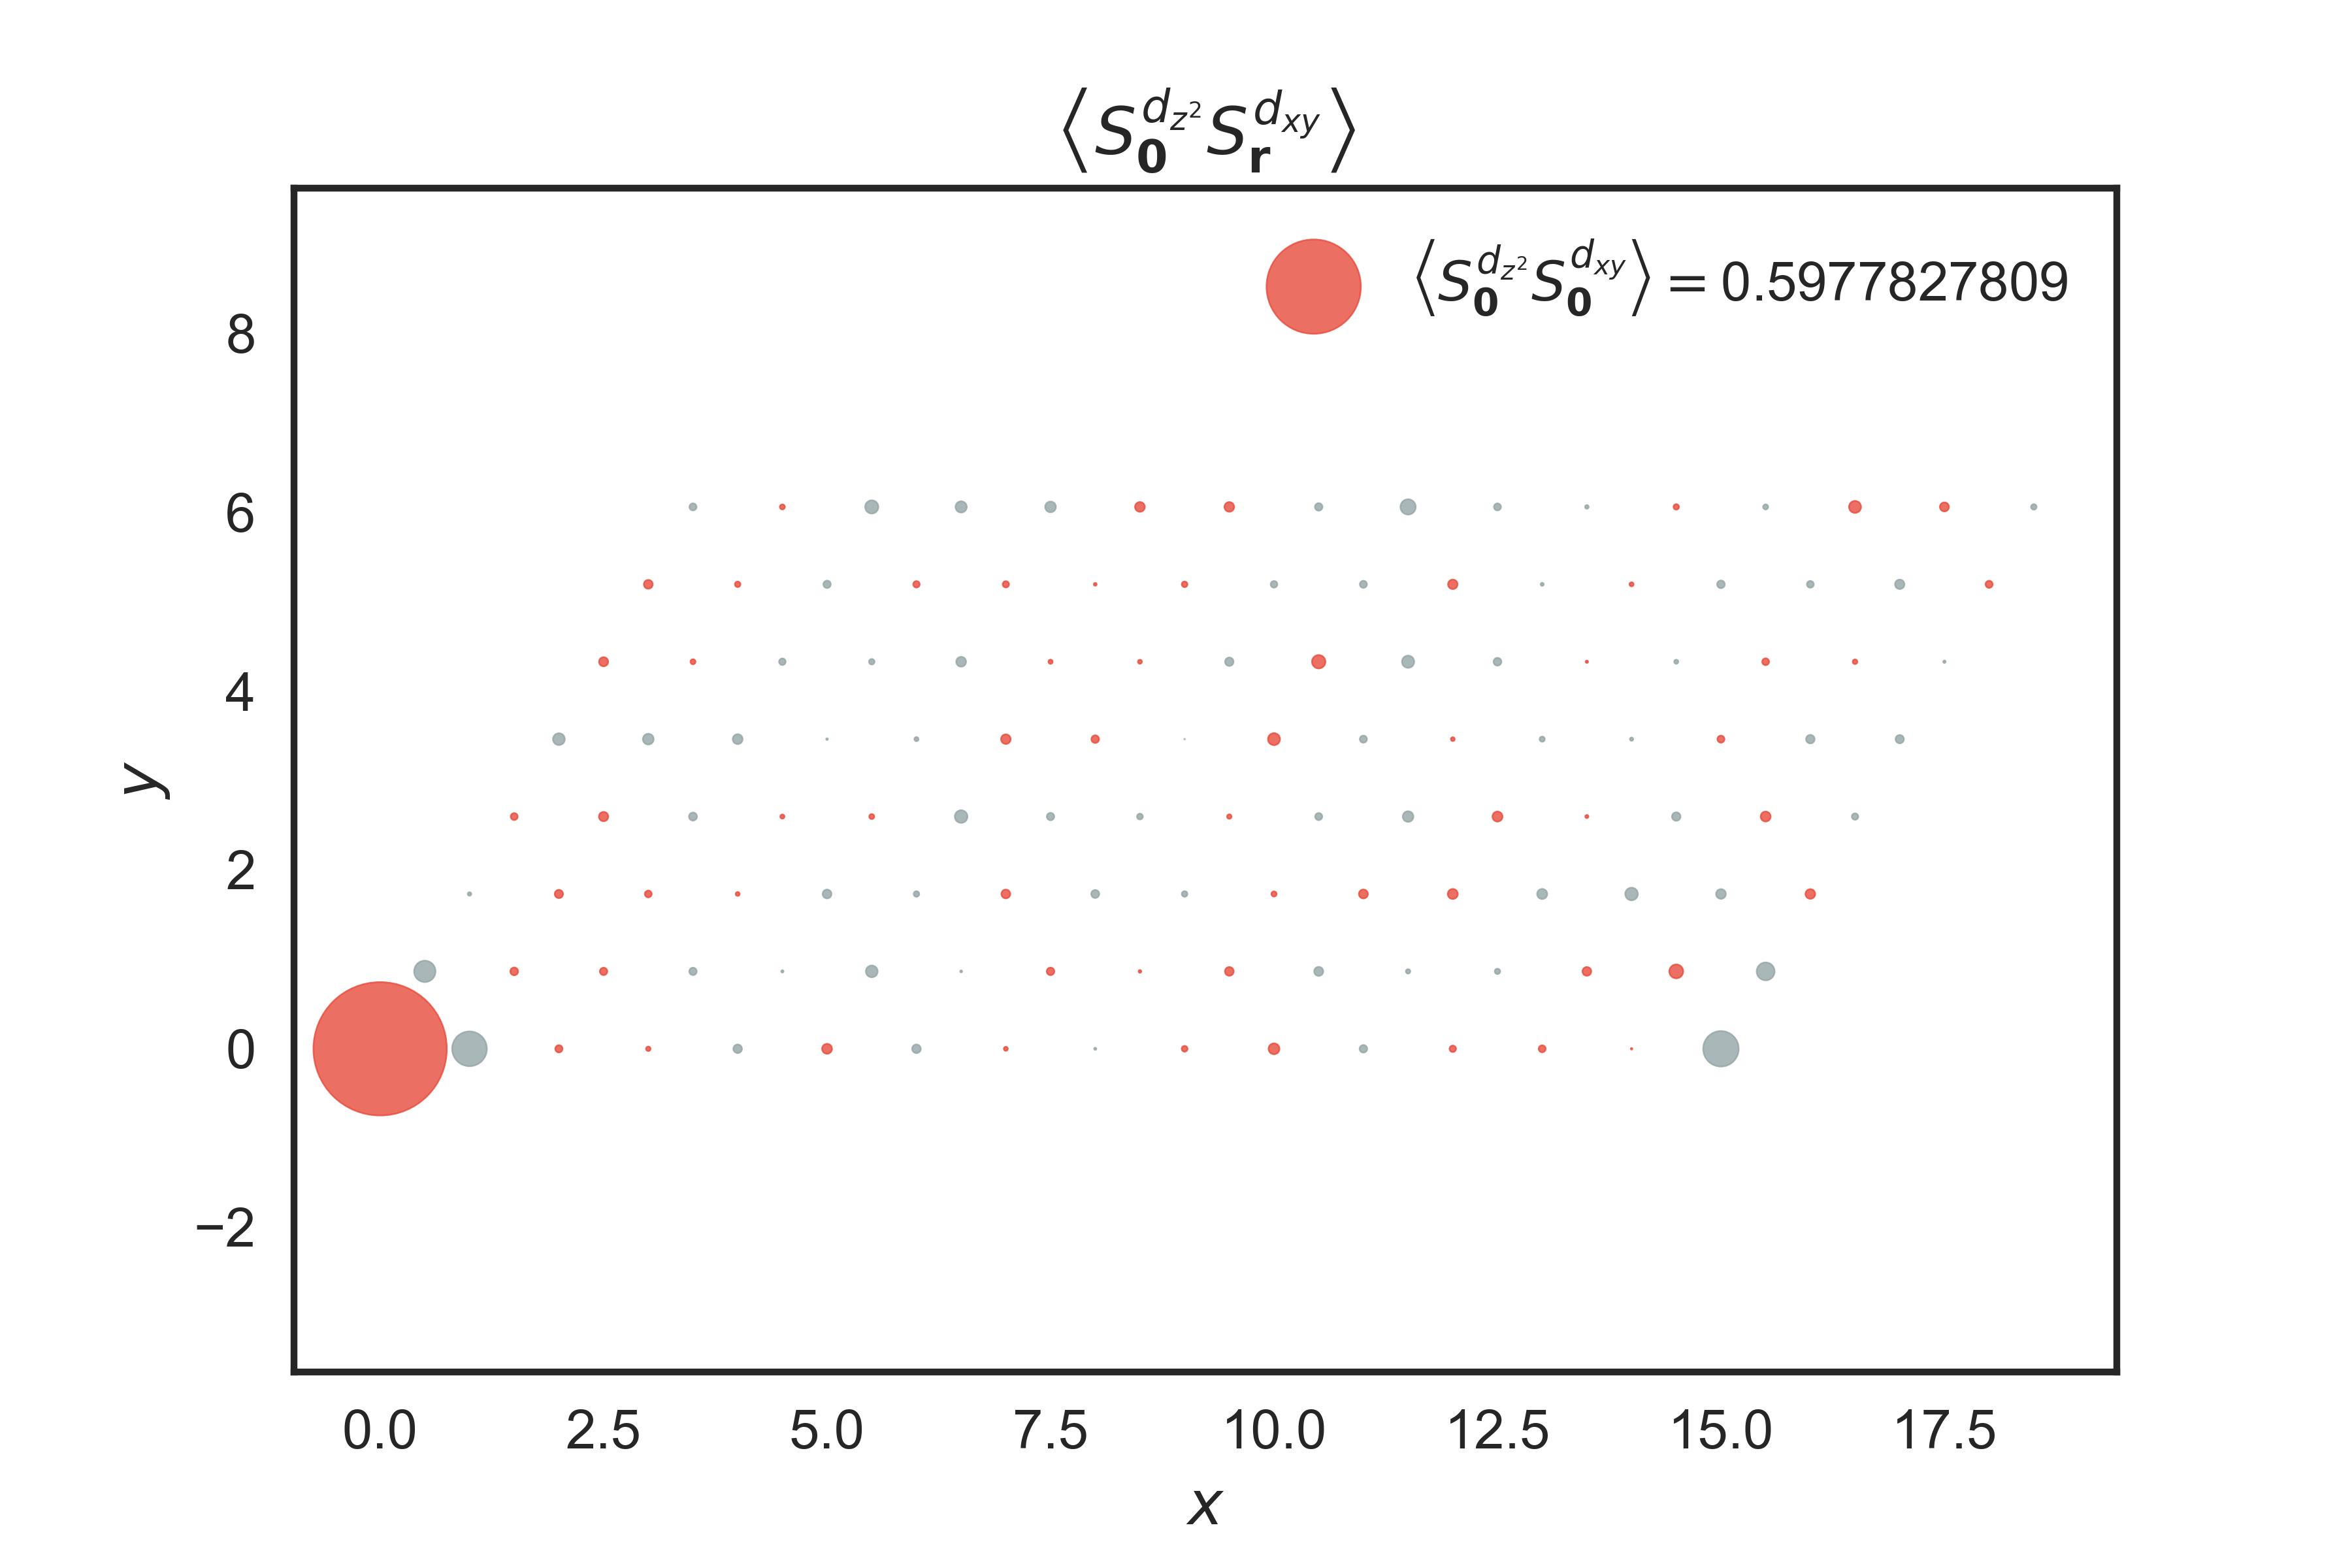 ⟨S₀^{d_{z²}} S_r^{d_{xy}}⟩
⟨S₀^{d_{z²}} S₀^{d_{xy}}⟩ = 0.5977827809
8
6
4
2
0
−2
y
0.0 2.5 5.0 7.5 10.0 12.5 15.0 17.5
x